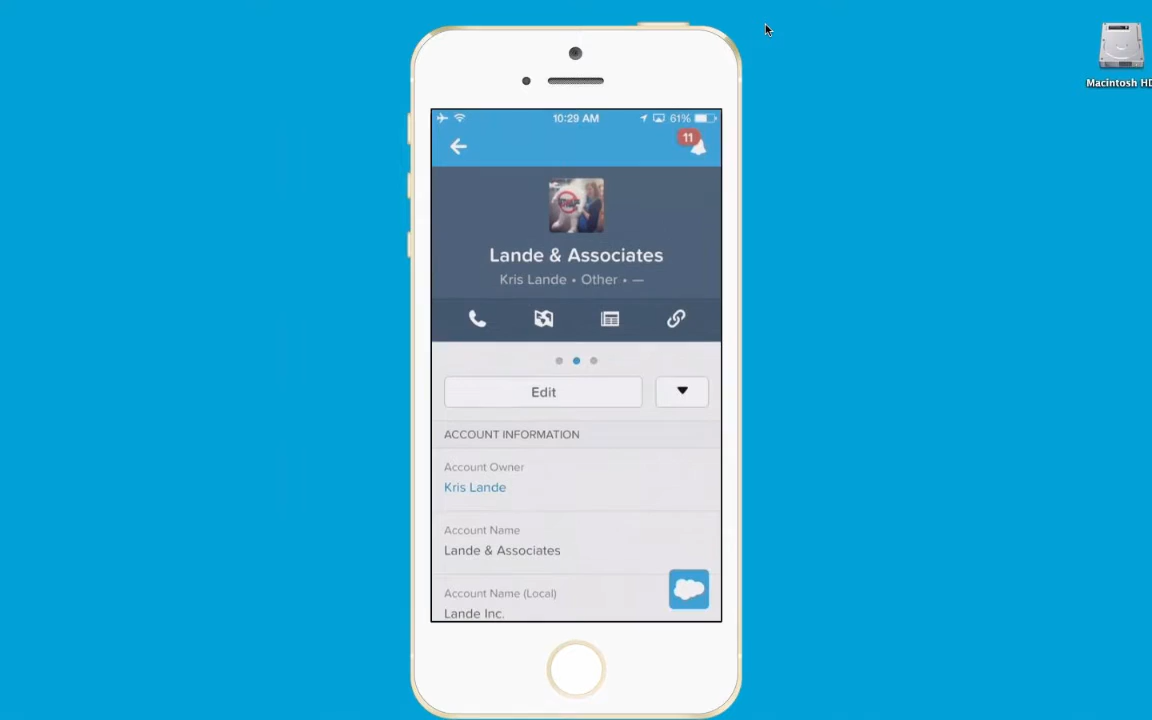 10:29 AM
61%
11
Macintosh HD
Lande & Associates
Kris Lande • Other • —
Edit
ACCOUNT INFORMATION
Account Owner
Kris Lande
Account Name
Lande & Associates
Account Name (Local)
Lande Inc.